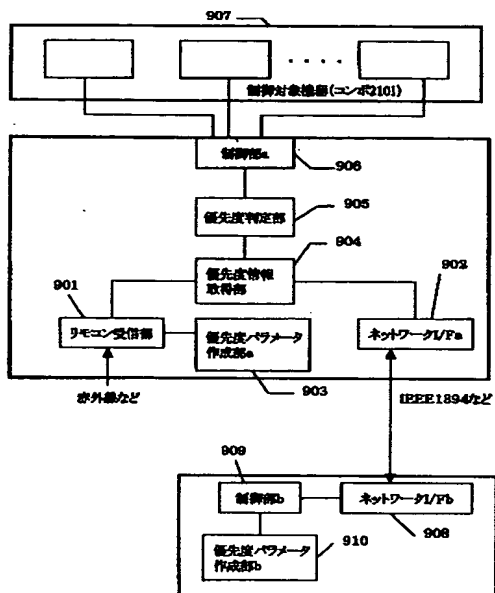 907
制御対象機器(コンポ2101)
制御部a
906
優先度判定部
905
優先度情報
取得部
904
901
902
リモコン受信部
優先度パラメータ
作成部a
ネットワークI/Fa
903
赤外線など
IEEE1394など
909
制御部b
ネットワークI/Fb
908
優先度パラメータ
作成部b
910